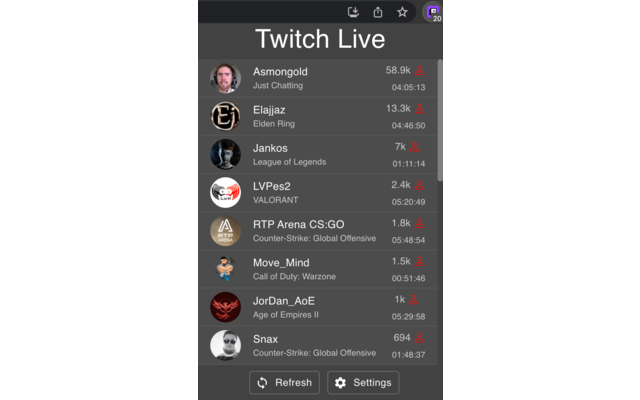 20
Twitch Live
Asmongold
58.9k
Just Chatting
04:05:13
Ej
Elajjaz
13.3k
Elden Ring
04:46:50
Jankos
7k
League of Legends
01:11:14
LVP
LVPes2
2.4k
VALORANT
05:20:49
RTP
ARENA
RTP Arena CS:GO
1.8k
Counter-Strike: Global Offensive
05:48:54
Move_Mind
1.5k
Call of Duty: Warzone
00:51:46
JorDan_AoE
1k
Age of Empires II
05:29:58
Snax
694
Counter-Strike: Global Offensive
01:48:37
Refresh
Settings